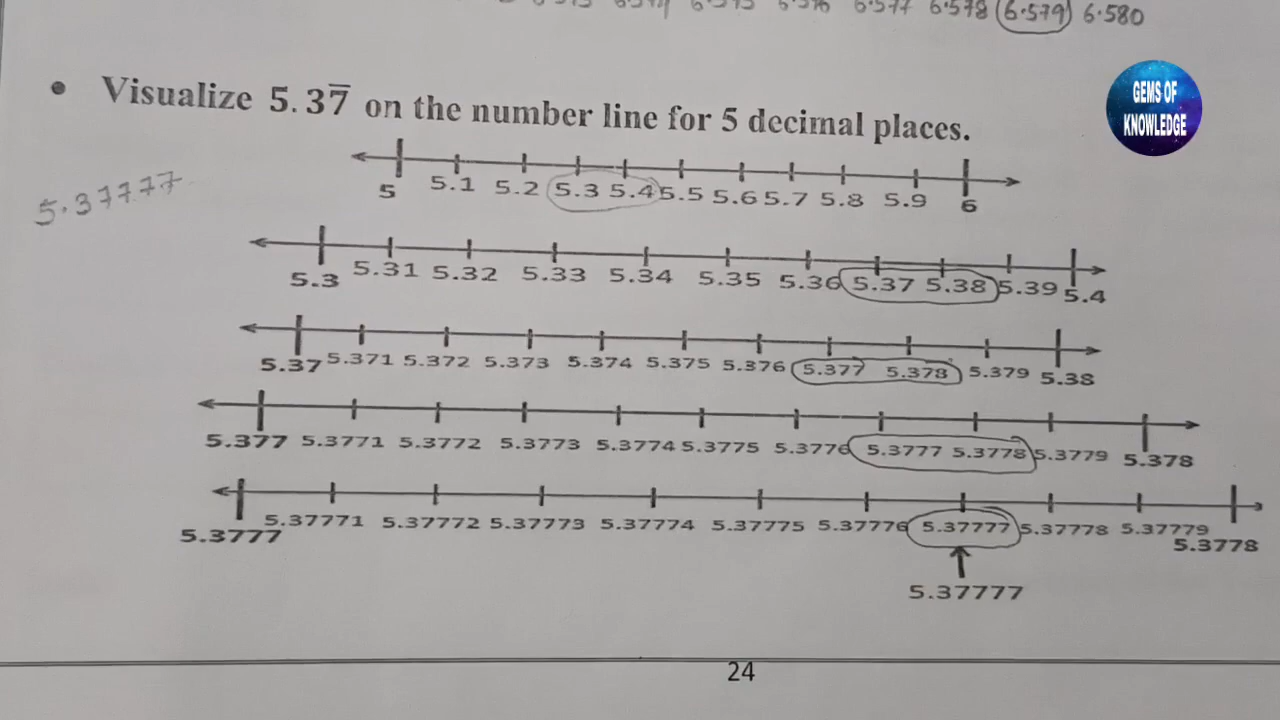 6.577 6.578 6.579 6.580
• Visualize 5.37̅ on the number line for 5 decimal places.
GEMS OF
KNOWLEDGE
5.37777
5 5.1 5.2 5.3 5.4 5.5 5.6 5.7 5.8 5.9 6
5.3 5.31 5.32 5.33 5.34 5.35 5.36 5.37 5.38 5.39 5.4
5.37 5.371 5.372 5.373 5.374 5.375 5.376 5.377 5.378 5.379 5.38
5.377 5.3771 5.3772 5.3773 5.3774 5.3775 5.3776 5.3777 5.3778 5.3779 5.378
5.3777 5.37771 5.37772 5.37773 5.37774 5.37775 5.37776 5.37777 5.37778 5.37779 5.3778
5.37777
24